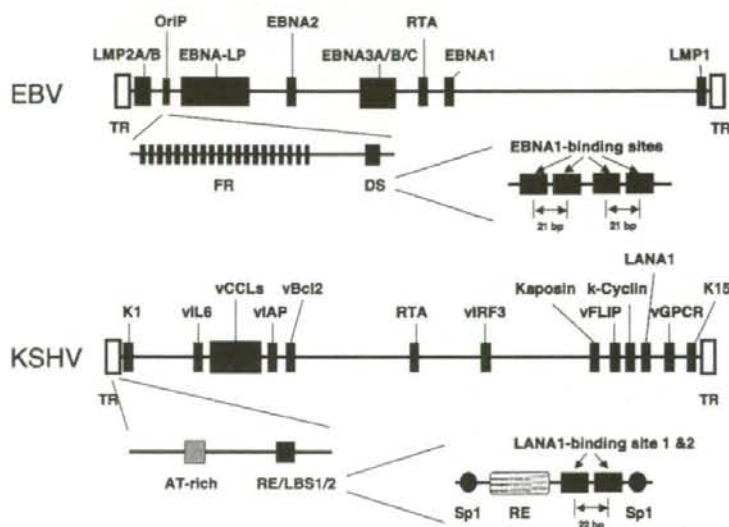 OriP EBNA2 RTA
LMP2A/B EBNA-LP EBNA3A/B/C EBNA1 LMP1
EBV
TR TR
EBNA1-binding sites
FR DS
21 bp 21 bp
LANA1
vCCLs vBcl2 Kaposin k-Cyclin K15
K1 vIL6 vIAP RTA vIRF3 vFLIP vGPCR
KSHV
TR TR
LANA1-binding site 1 &2
AT-rich RE/LBS1/2
Sp1 RE Sp1
22 bp